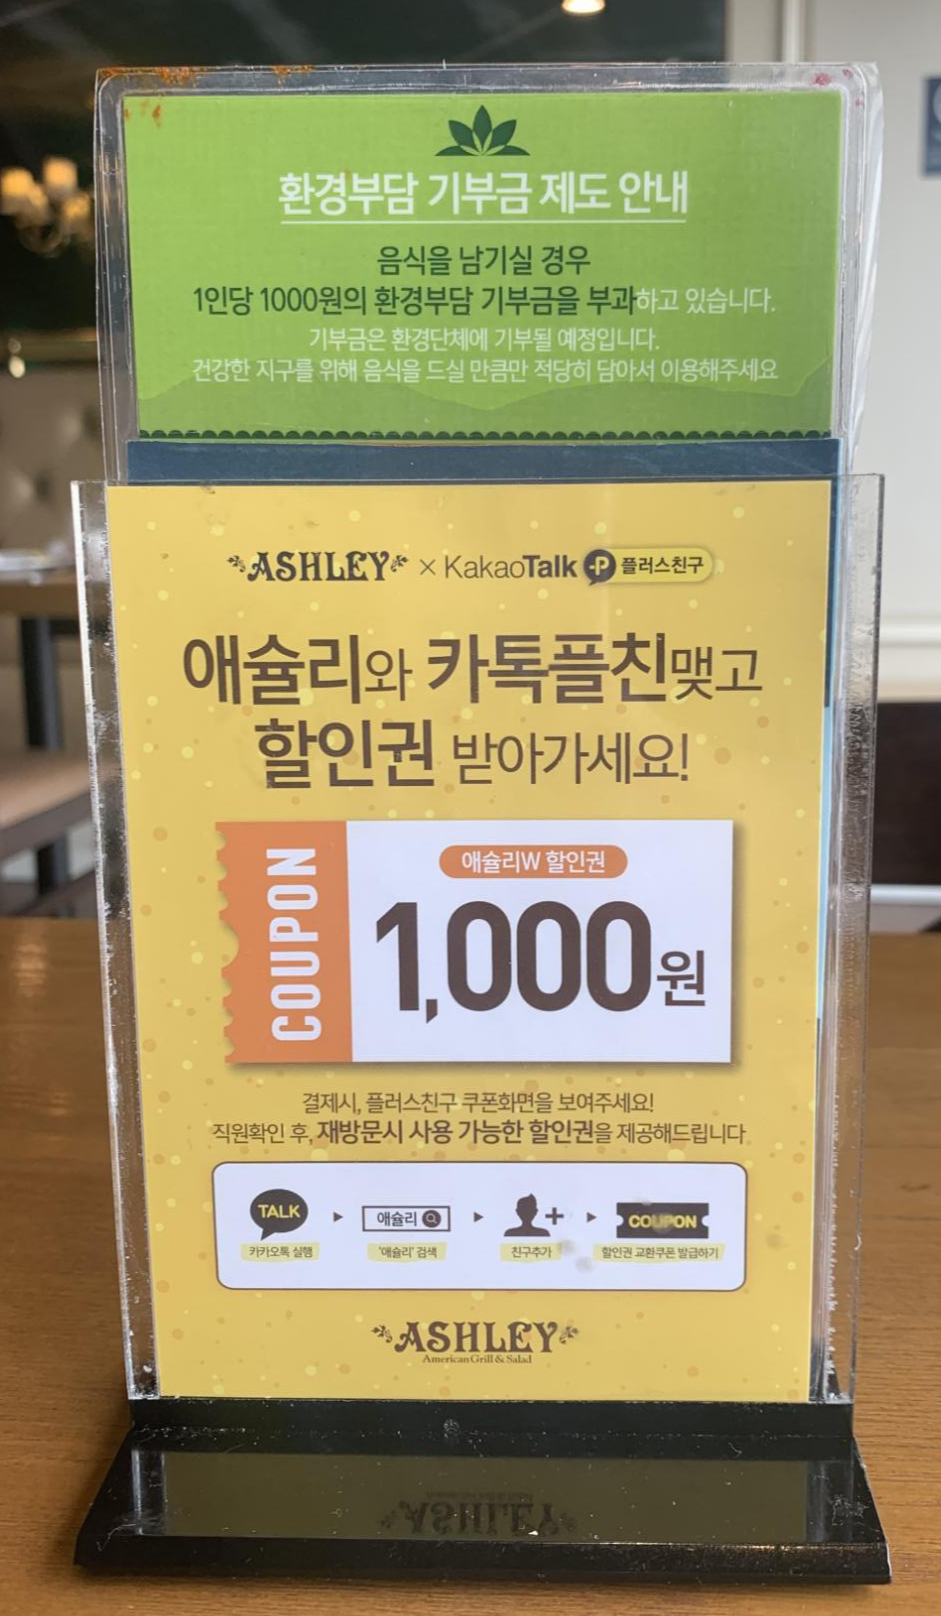 환경부담 기부금 제도 안내
음식을 남기실 경우
1인당 1000원의 환경부담 기부금을 부과하고 있습니다.
기부금은 환경단체에 기부될 예정입니다.
건강한 지구를 위해 음식을 드실 만큼만 적당히 담아서 이용해주세요
ASHLEY × KakaoTalk P 플러스친구
애슐리와 카톡플친맺고
할인권 받아가세요!
COUPON
애슐리W 할인권
1,000원
결제시, 플러스친구 쿠폰화면을 보여주세요!
직원확인 후, 재방문시 사용 가능한 할인권을 제공해드립니다
TALK
애슐리
COUPON
카카오톡 실행
'애슐리' 검색
친구추가
할인권 교환쿠폰 발급하기
ASHLEY
American Grill & Salad